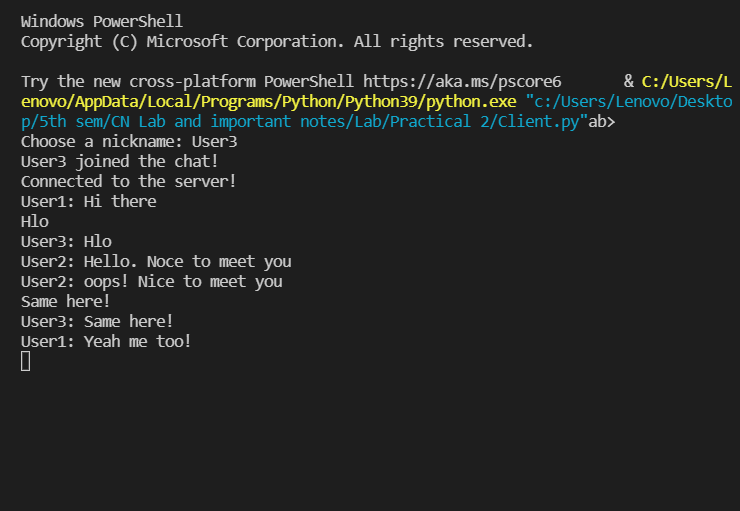 Windows PowerShell
Copyright (C) Microsoft Corporation. All rights reserved.
Try the new cross-platform PowerShell https://aka.ms/pscore6 & C:/Users/L
enovo/AppData/Local/Programs/Python/Python39/python.exe "c:/Users/Lenovo/Deskto
p/5th sem/CN Lab and important notes/Lab/Practical 2/Client.py"ab>
Choose a nickname: User3
User3 joined the chat!
Connected to the server!
User1: Hi there
Hlo
User3: Hlo
User2: Hello. Noce to meet you
User2: oops! Nice to meet you
Same here!
User3: Same here!
User1: Yeah me too!